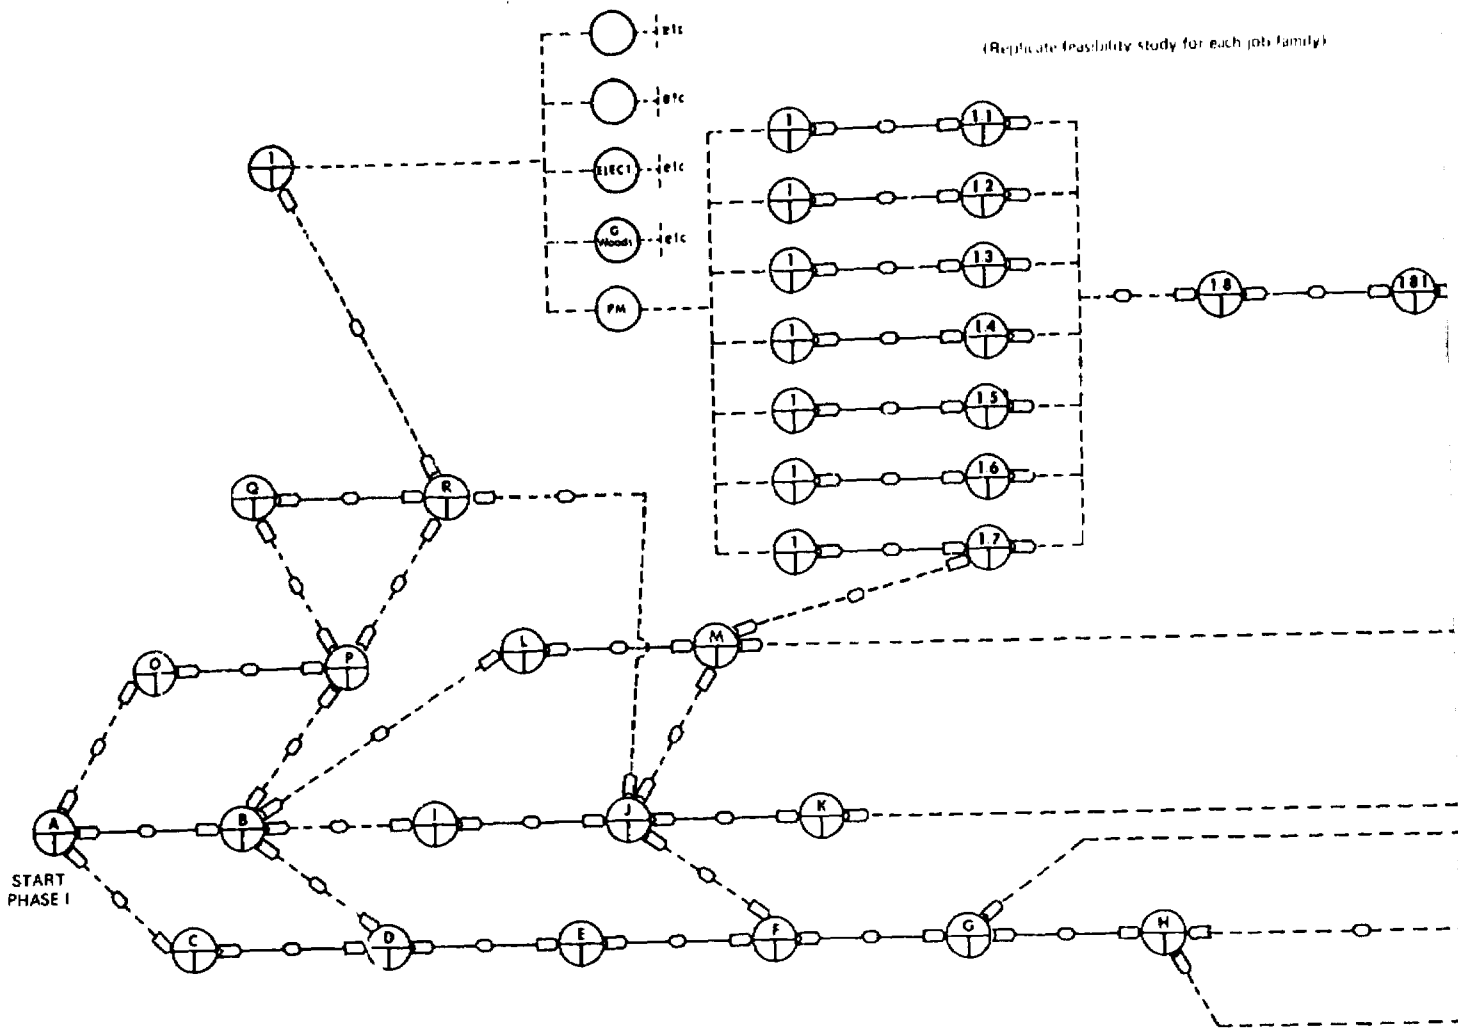 etc
(Replicate feasibility study for each job family)
etc
1
1.1
1
ELECT
etc
1
1.2
G
Woods
etc
1
1.3
PM
1.8
1.8.1
1
1.4
1
1.5
Q
R
1
1.6
1
1.7
O
P
L
M
A
B
I
J
K
START
PHASE I
C
D
E
F
G
H